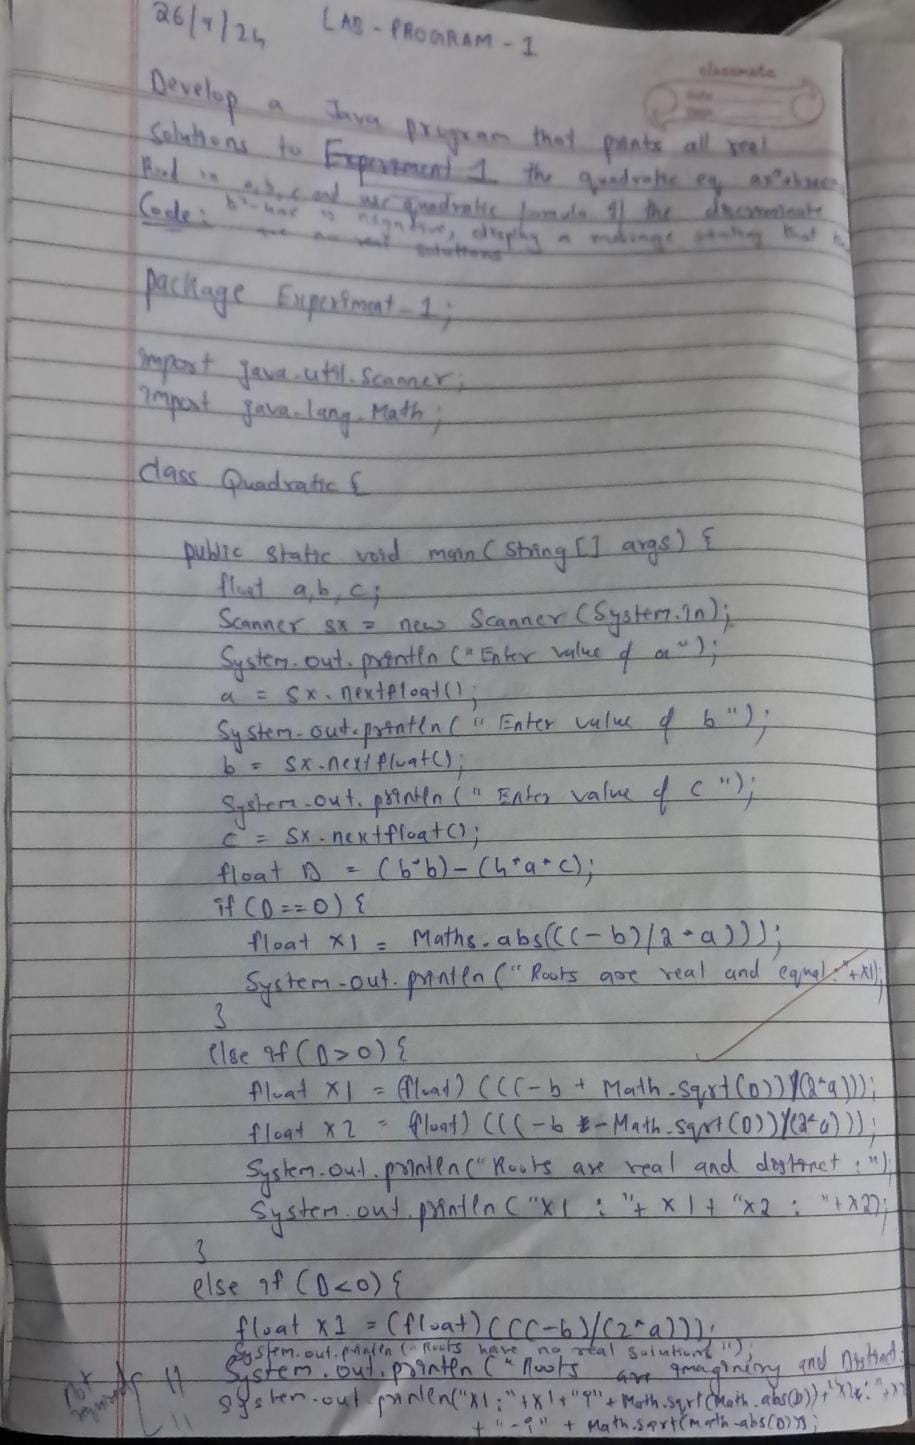 26/9/24 LAB - PROGRAM - 1
classmate
Develop a Java program that prints all real
solutions to Experiment 1 the quadratic eq ax²+bx+c
Read in a, b, c and use quadratic formula If the discriminate
b²-4ac is negative, display a message stating that
Code: are no real solutions
package Experiment_1;
import java.util.Scanner;
import java.lang.Math;
class Quadratic {
public static void main (String [] args) {
float a, b, c;
Scanner sx = new Scanner (System.in);
System.out.println ("Enter value of a");
a = sx.nextfloat();
System.out.println (" Enter value of b");
b = sx.nextfloat();
System.out.println (" Enter value of c ");
c = sx.nextfloat();
float D = (b*b)-(4*a*c);
if (D==0) {
float x1 = Maths.abs(((-b)/2*a)));
System.out.println ("Roots are real and equal:"+x1);
}
else if (D>0) {
float x1 = (float) (((-b + Math.sqrt(D))/(2*a)));
float x2 = float) (((-b - Math.sqrt(D))/(2*a)));
System.out.println("Roots are real and distinct :");
System.out.println ("x1 : "+ x1 + "x2 : "+x2);
}
else if (D<0) {
float x1 = (float) (((-b)/(2*a)));
System.out.println ("Roots have no real solutions");
// System.out.println ("Roots are imaginery and Distinct
Not required // System.out.println("x1:"+x1+"i"+Math.sqrt(Math.abs(D))+"x2:"+x1
+ "-i" + Math.sqrt(math.abs(D)));